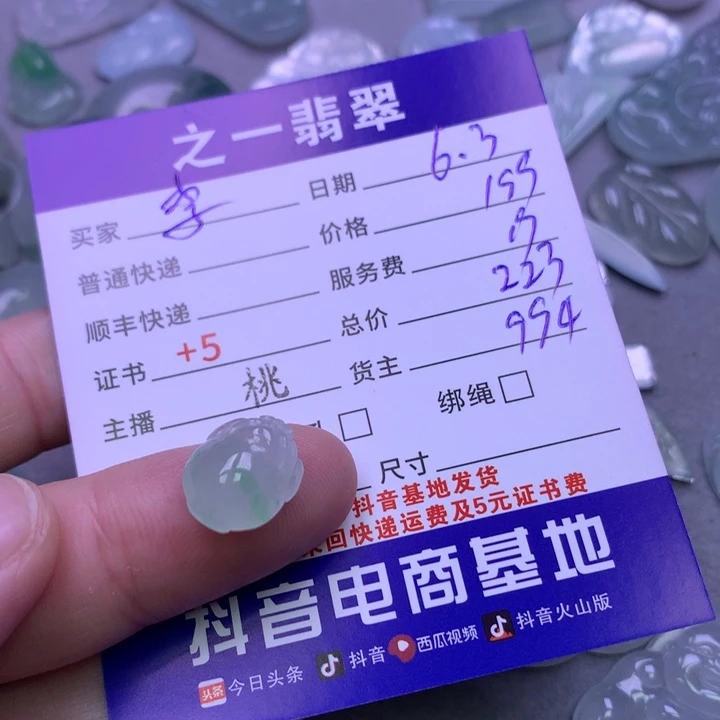 之一翡翠
买家 李 日期 6.3
普通快递 价格 199
顺丰快递 服务费
证书 +5 总价 223
主播 桃 货主 994
绑绳
尺寸
抖音基地发货
回快递运费及5元证书费
抖音电商基地
头条 今日头条 抖音 西瓜视频 抖音火山版